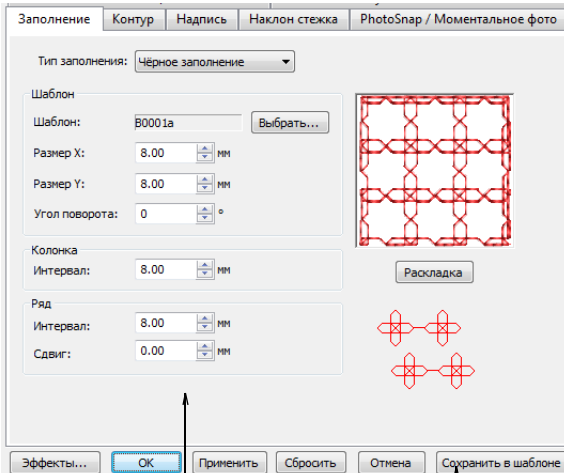 Заполнение Контур Надпись Наклон стежка PhotoSnap / Моментальное фото
Тип заполнения: Чёрное заполнение
Шаблон
Шаблон: B0001a Выбрать...
Размер X: 8.00 мм
Размер Y: 8.00 мм
Угол поворота: 0 °
Колонка
Интервал: 8.00 мм
Раскладка
Ряд
Интервал: 8.00 мм
Сдвиг: 0.00 мм
Эффекты... OK Применить Сбросить Отмена Сохранить в шаблоне